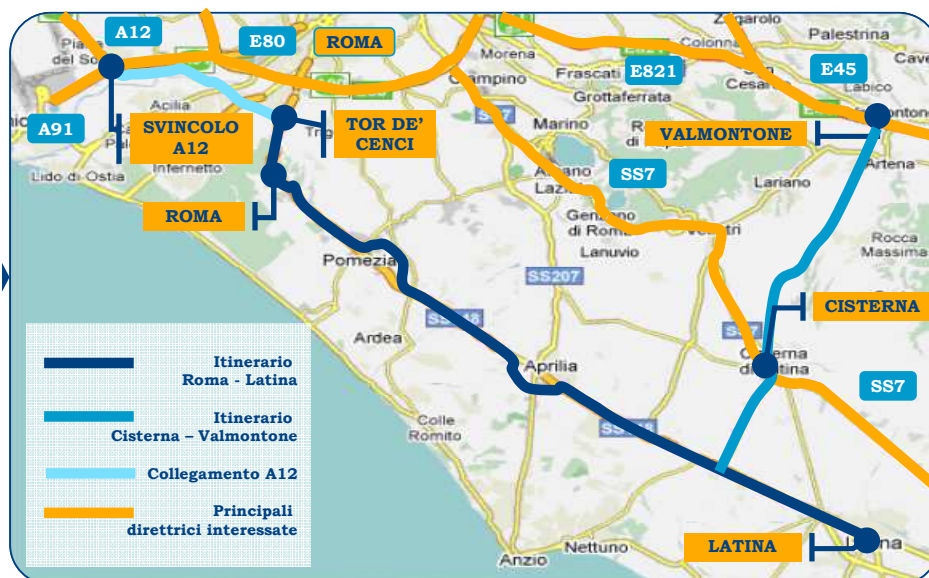 A12
E80
ROMA
Morena
Colonna
Palestrina
E821
E45
Labico
Frascati
Ciampino
Grottaferrata
A91
SVINCOLO
A12
TOR DE'
CENCI
Acilia
Infernetto
Lido di Ostia
Marino
VALMONTONE
Artena
SS7
Lariano
ROMA
Genzano
di Roma
Lanuvio
Rocca
Massima
Pomezia
SS207
CISTERNA
Ardea
Aprilia
SS7
Colle
Romito
Anzio
Nettuno
LATINA
Itinerario
Roma - Latina
Itinerario
Cisterna – Valmontone
Collegamento A12
Principali
direttrici interessate